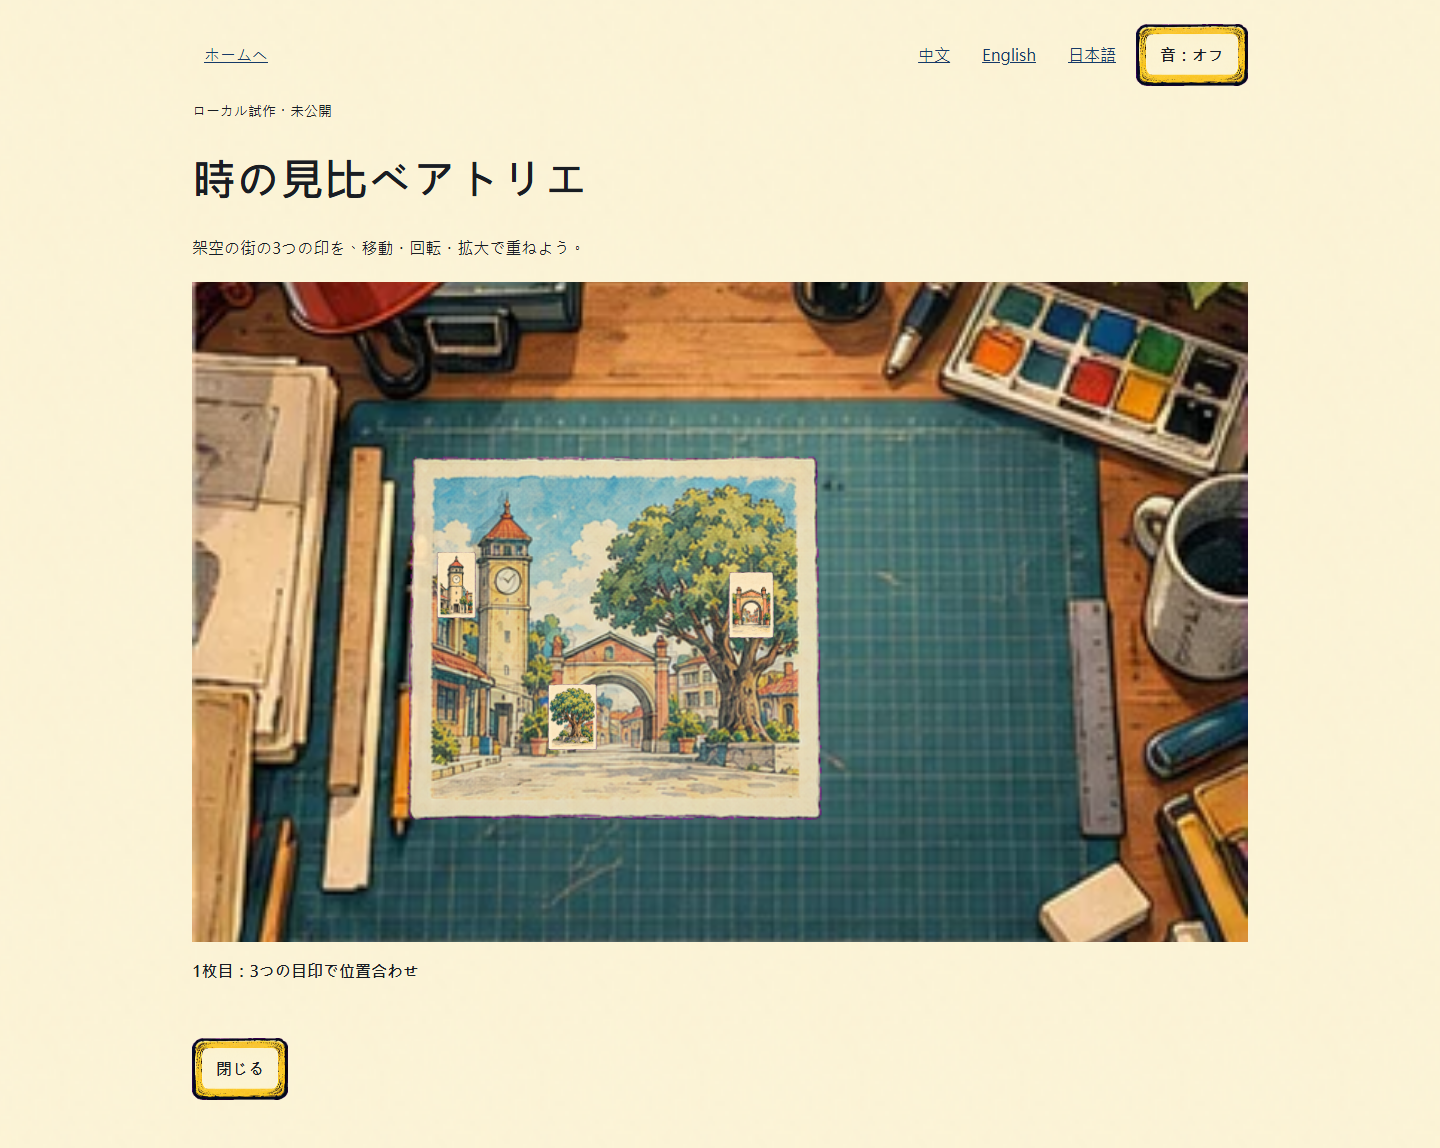 ホームへ
中文 English 日本語 音：オフ
ローカル試作・未公開
時の見比べアトリエ
架空の街の3つの印を、移動・回転・拡大で重ねよう。
1枚目：3つの目印で位置合わせ
閉じる